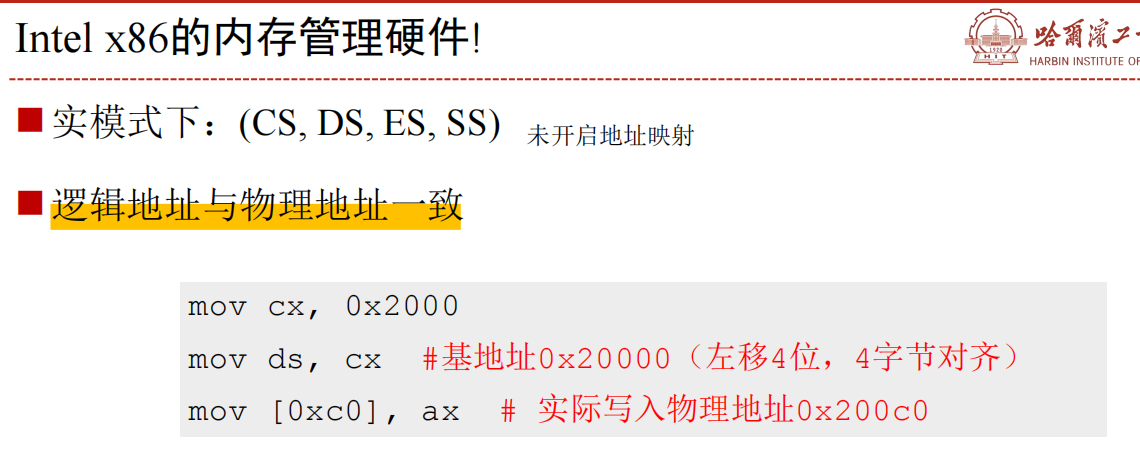 Intel x86的内存管理硬件!
哈爾濱工
HARBIN INSTITUTE OF
1920
HIT
实模式下：(CS, DS, ES, SS) 未开启地址映射
逻辑地址与物理地址一致
mov cx, 0x2000
mov ds, cx #基地址0x20000（左移4位，4字节对齐）
mov [0xc0], ax # 实际写入物理地址0x200c0